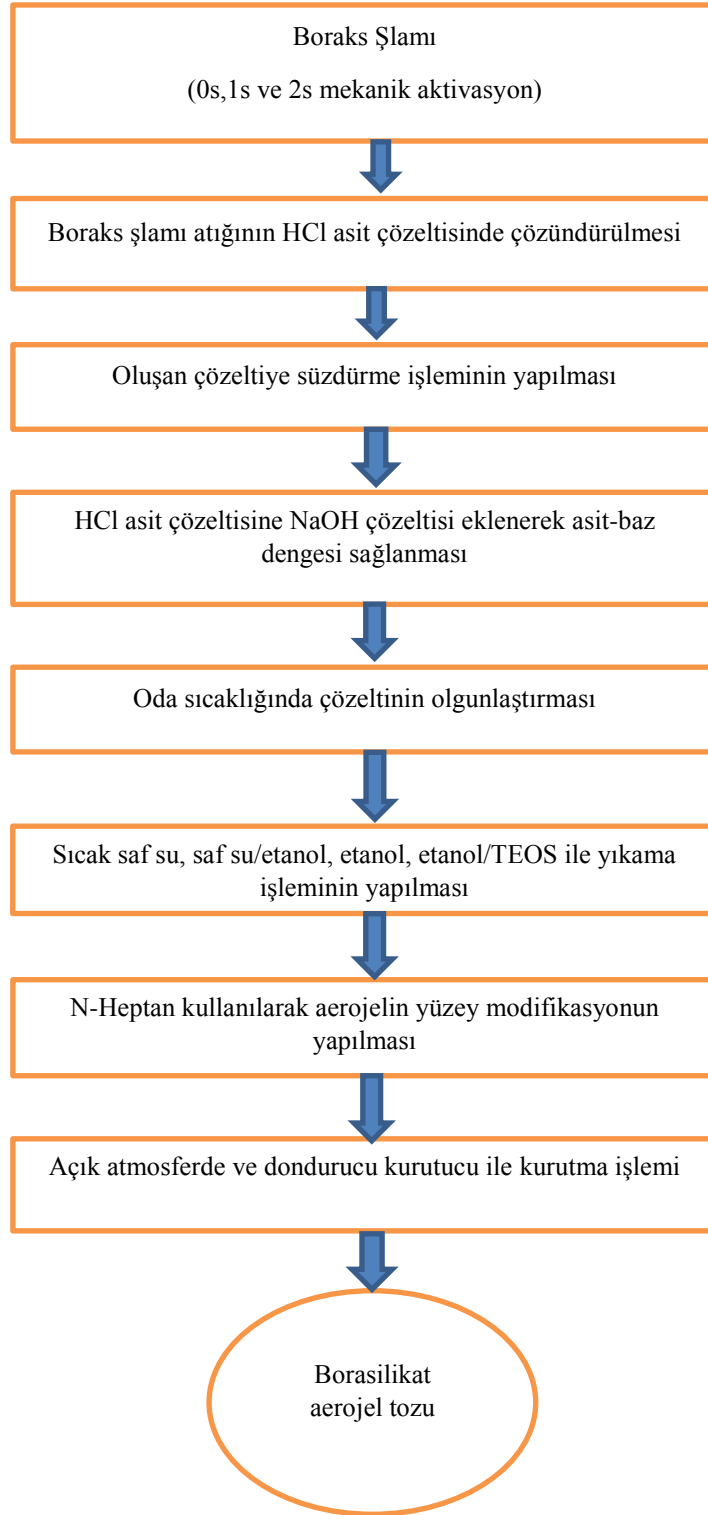 Boraks Şlamı
(0s,1s ve 2s mekanik aktivasyon)
Boraks şlamı atığının HCl asit çözeltisinde çözündürülmesi
Oluşan çözeltiye süzdürme işleminin yapılması
HCl asit çözeltisine NaOH çözeltisi eklenerek asit-baz
dengesi sağlanması
Oda sıcaklığında çözeltinin olgunlaştırması
Sıcak saf su, saf su/etanol, etanol, etanol/TEOS ile yıkama
işleminin yapılması
N-Heptan kullanılarak aerojelin yüzey modifikasyonun
yapılması
Açık atmosferde ve dondurucu kurutucu ile kurutma işlemi
Borasilikat
aerojel tozu